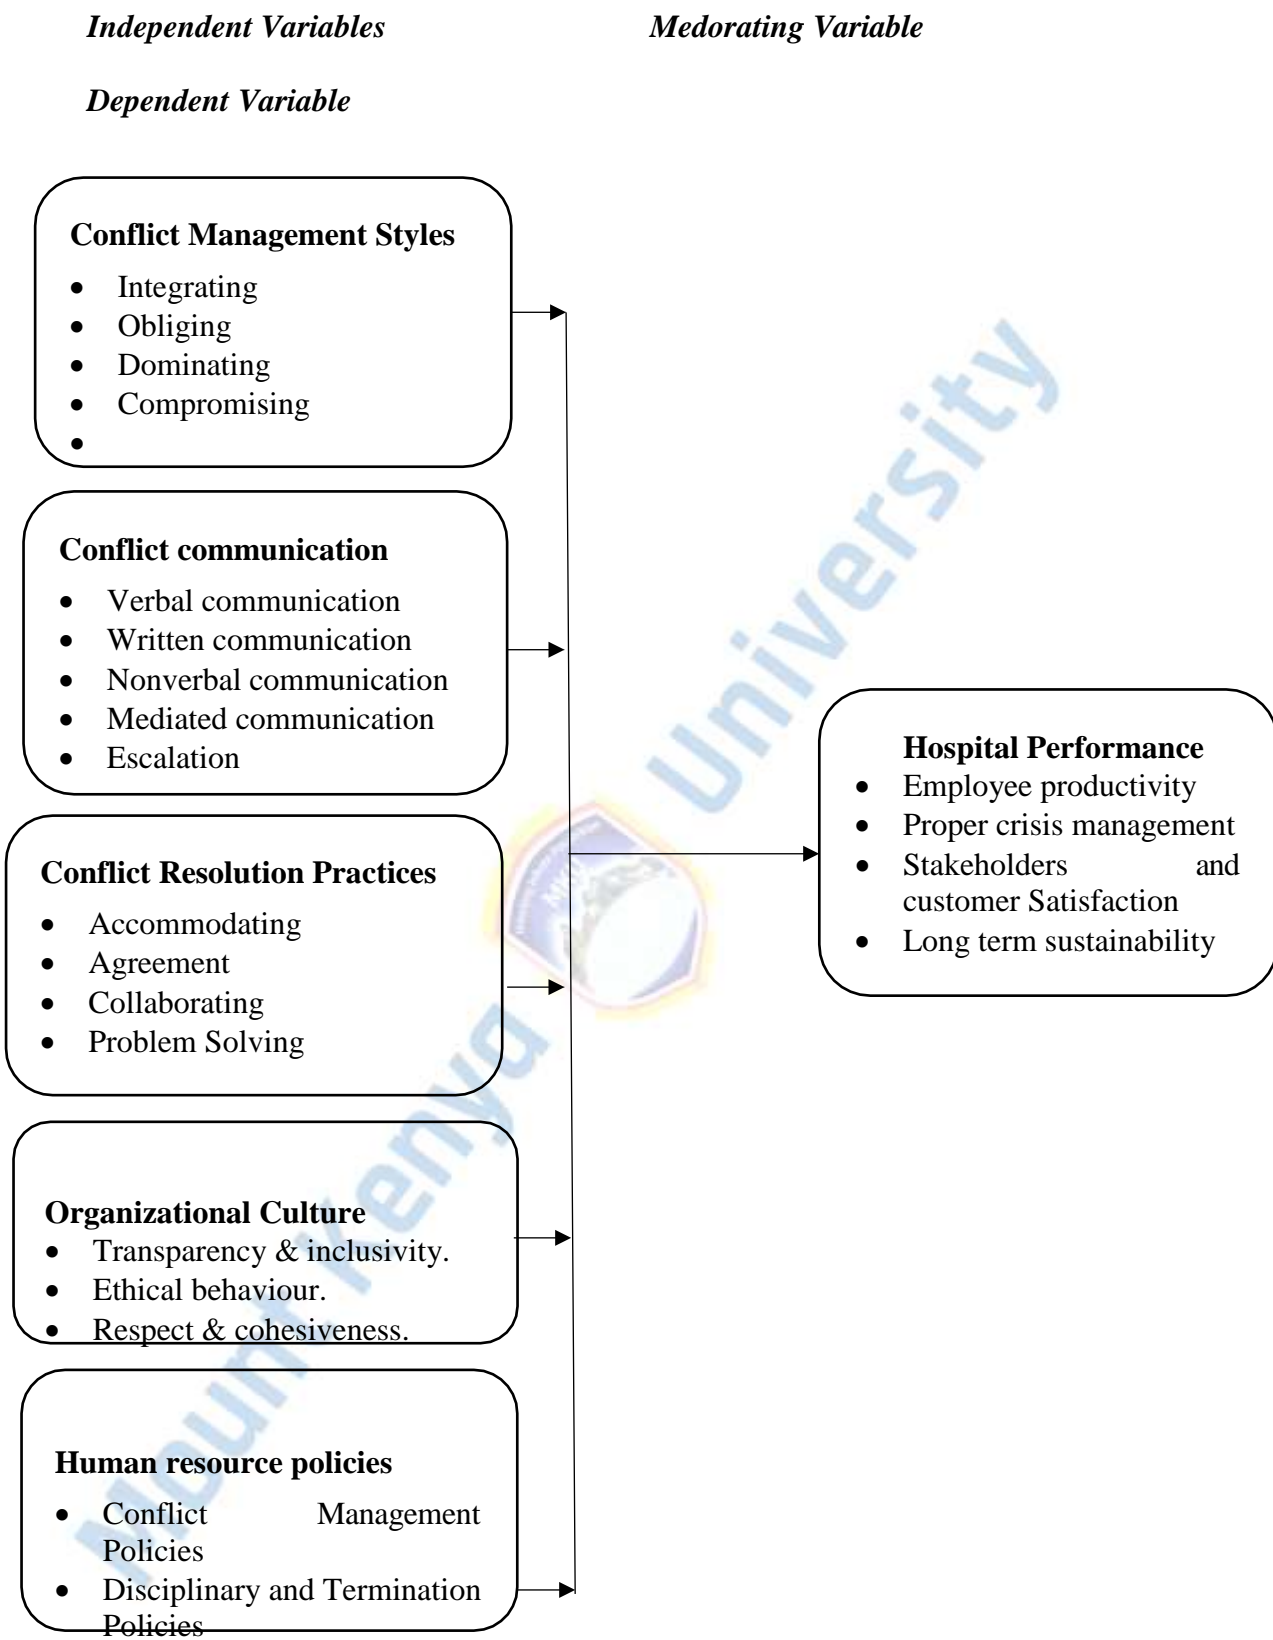 Independent Variables Medorating Variable
Dependent Variable
Conflict Management Styles
• Integrating
• Obliging
• Dominating
• Compromising
•
Conflict communication
• Verbal communication
• Written communication
• Nonverbal communication
• Mediated communication
• Escalation
Conflict Resolution Practices
• Accommodating
• Agreement
• Collaborating
• Problem Solving
Organizational Culture
• Transparency & inclusivity.
• Ethical behaviour.
• Respect & cohesiveness.
Human resource policies
• Conflict Management
Policies
• Disciplinary and Termination
Policies
Hospital Performance
• Employee productivity
• Proper crisis management
• Stakeholders and
customer Satisfaction
• Long term sustainability
Mount Kenya University